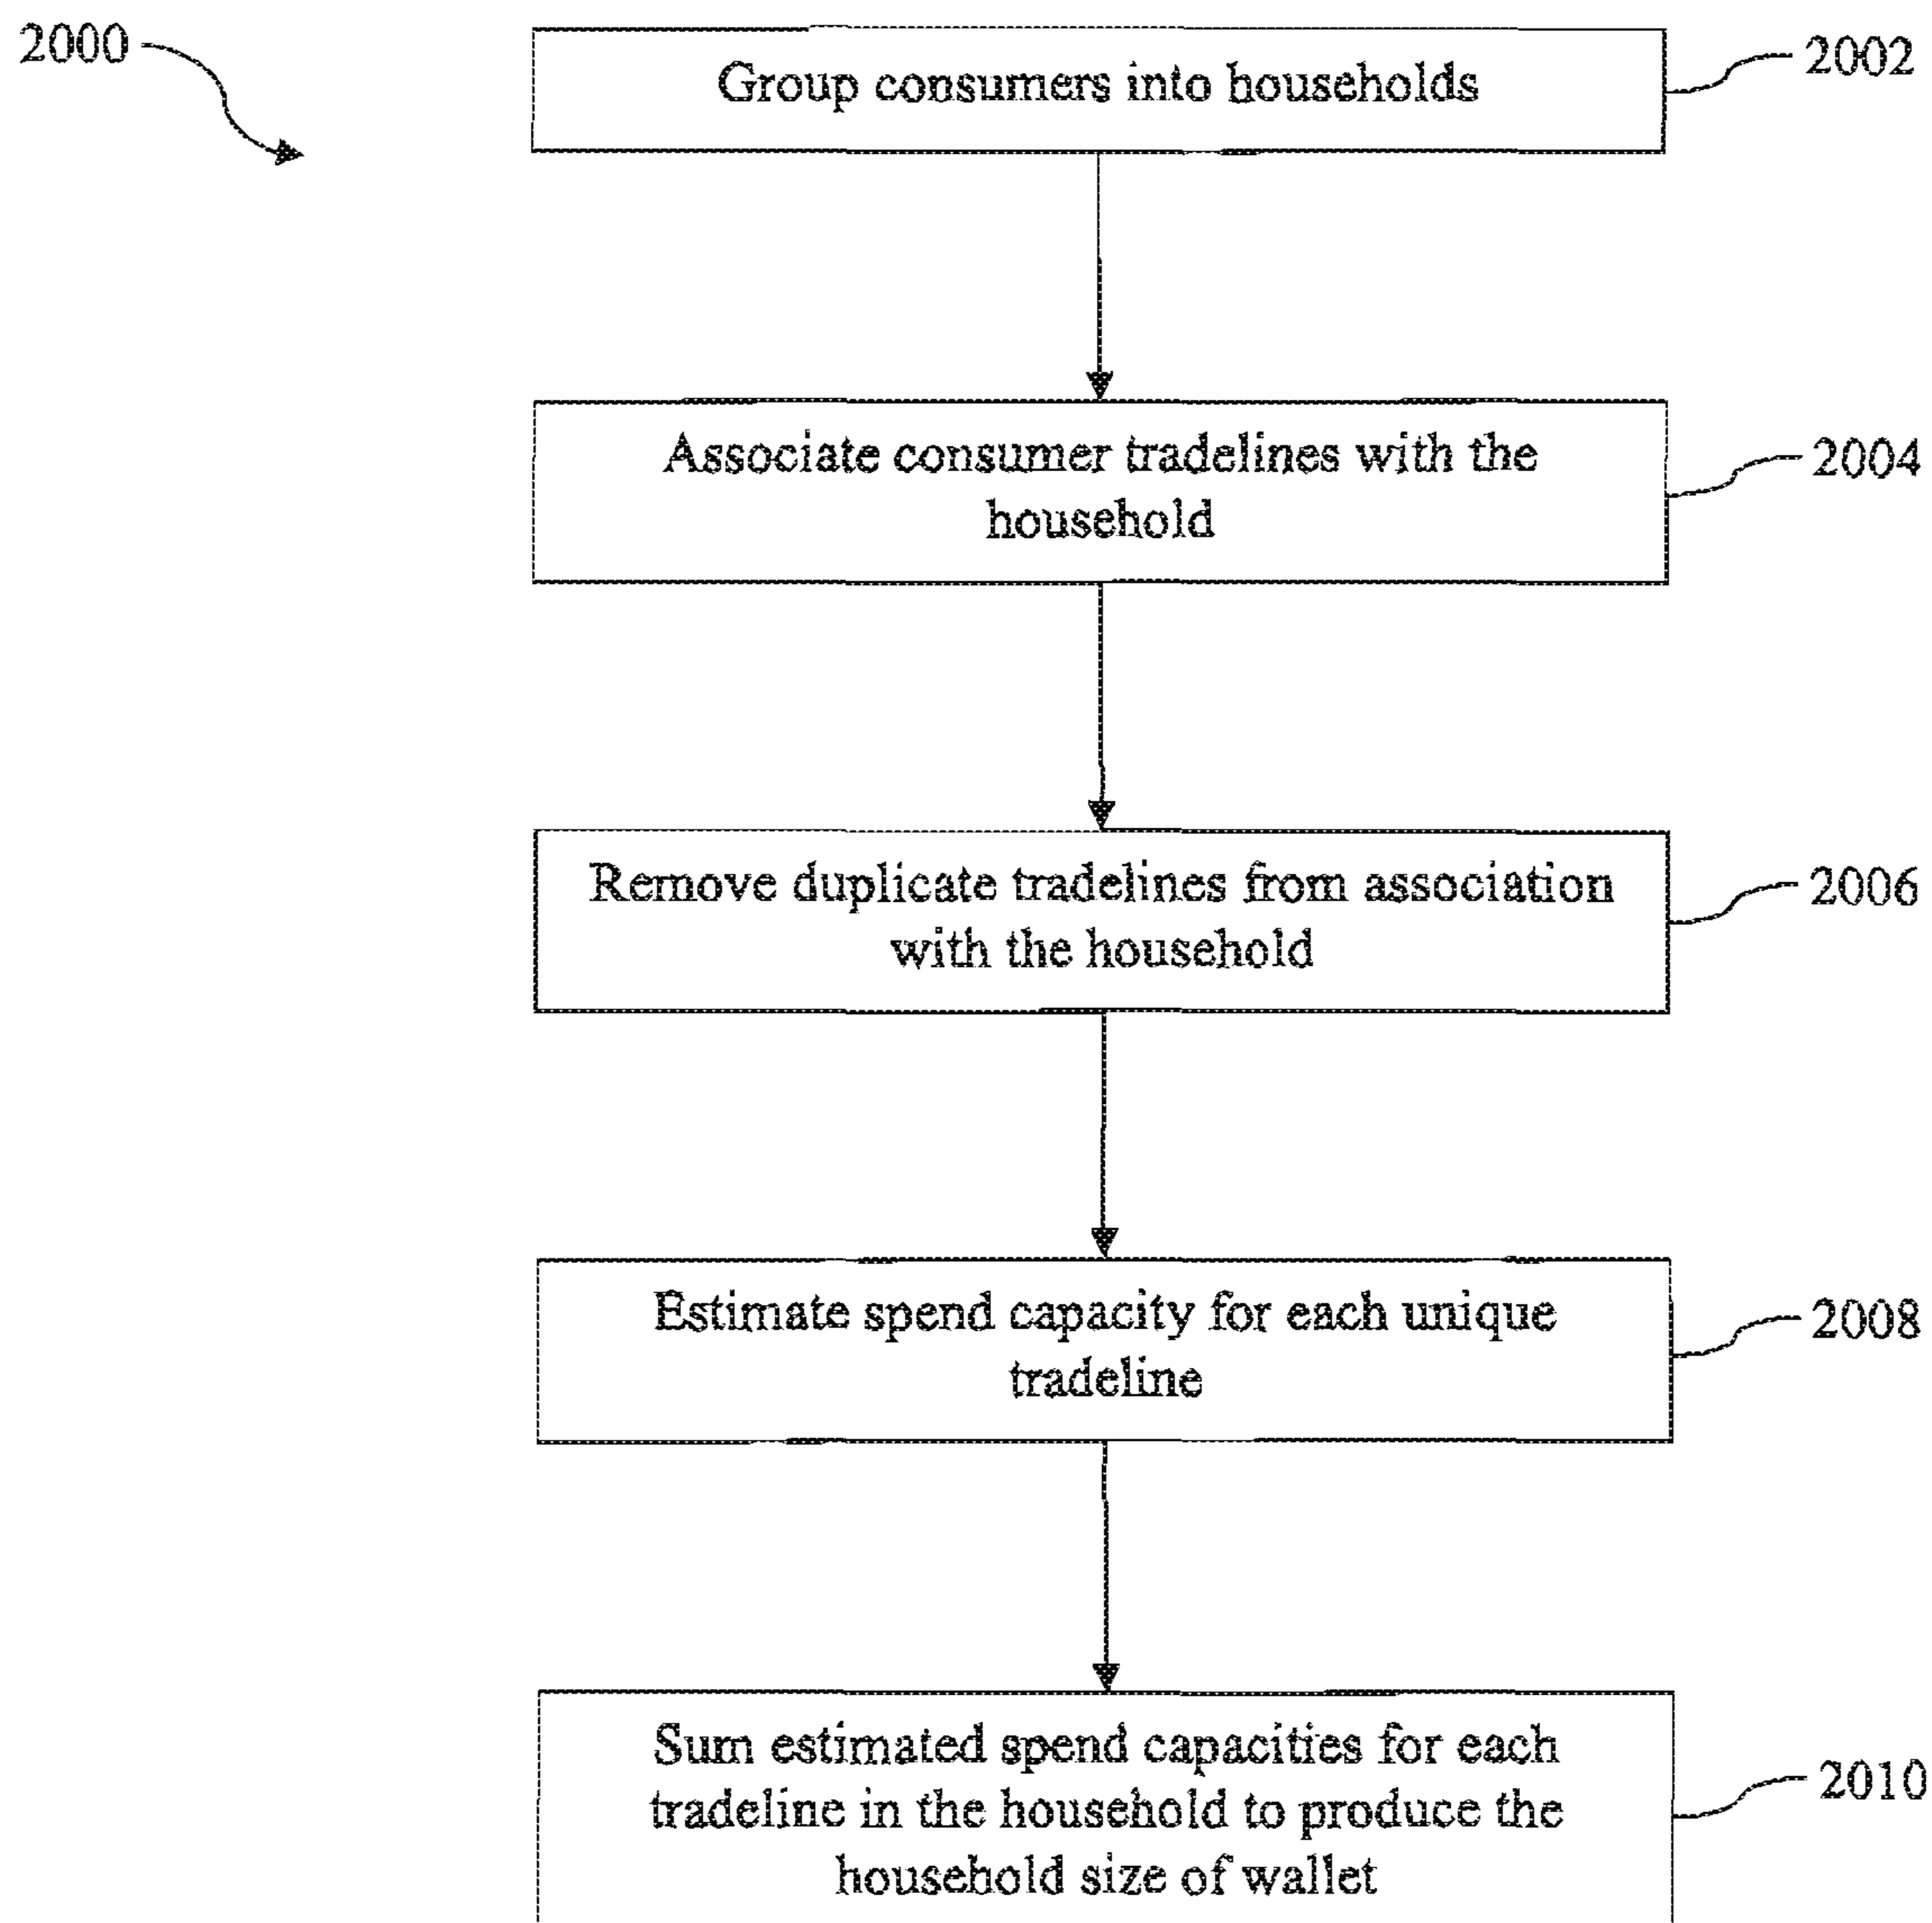 2000
Group consumers into households
2002
Associate consumer tradelines with the
household
2004
Remove duplicate tradelines from association
with the household
2006
Estimate spend capacity for each unique
tradeline
2008
Sum estimated spend capacities for each
tradeline in the household to produce the
household size of wallet
2010